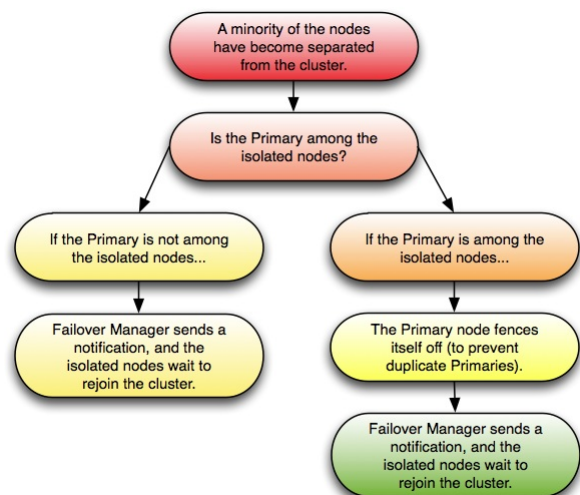 A minority of the nodes
have become separated
from the cluster.
Is the Primary among the
isolated nodes?
If the Primary is not among
the isolated nodes...
Failover Manager sends a
notification, and the
isolated nodes wait to
rejoin the cluster.
If the Primary is among the
isolated nodes...
The Primary node fences
itself off (to prevent
duplicate Primaries).
Failover Manager sends a
notification, and the
isolated nodes wait to
rejoin the cluster.